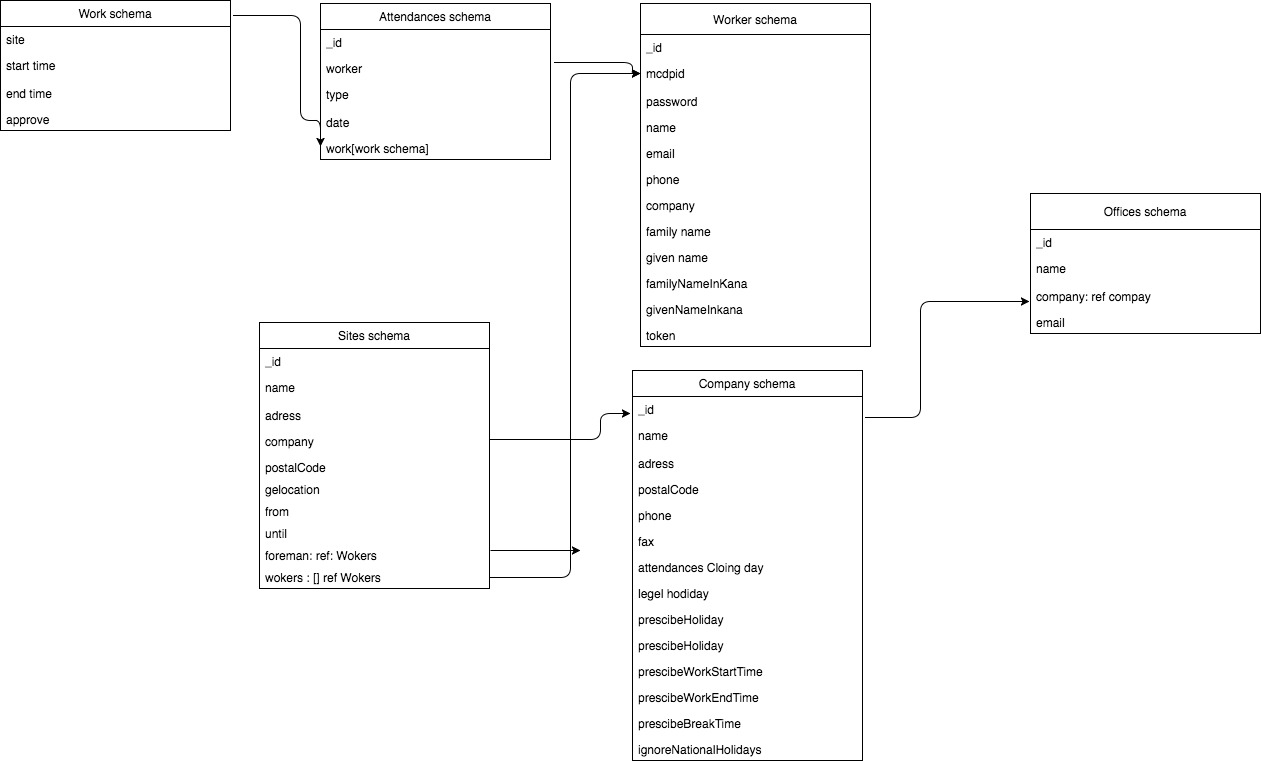 Work schema
site
start time
end time
approve
Attendances schema
_id
worker
type
date
work[work schema]
Worker schema
_id
mcdpid
password
name
email
phone
company
family name
given name
familyNameInKana
givenNameInkana
token
Offices schema
_id
name
company: ref compay
email
Sites schema
_id
name
adress
company
postalCode
gelocation
from
until
foreman: ref: Wokers
wokers : [] ref Wokers
Company schema
_id
name
adress
postalCode
phone
fax
attendances Cloing day
legel hodiday
prescibeHoliday
prescibeHoliday
prescibeWorkStartTime
prescibeWorkEndTime
prescibeBreakTime
ignoreNationalHolidays